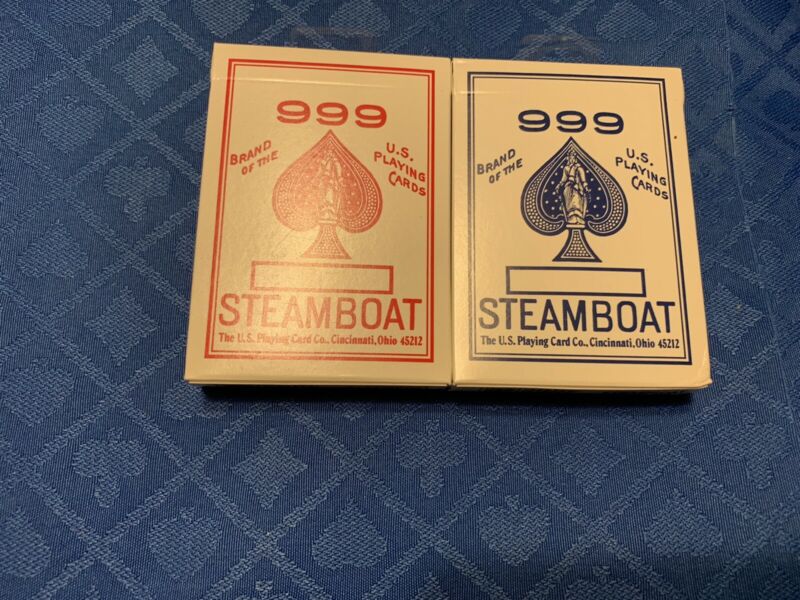 999
BRAND
OF THE
U.S.
PLAYING
CARDS
STEAMBOAT
The U.S. Playing Card Co., Cincinnati, Ohio 45212
999
BRAND
OF THE
U.S.
PLAYING
CARDS
STEAMBOAT
The U.S. Playing Card Co., Cincinnati, Ohio 45212